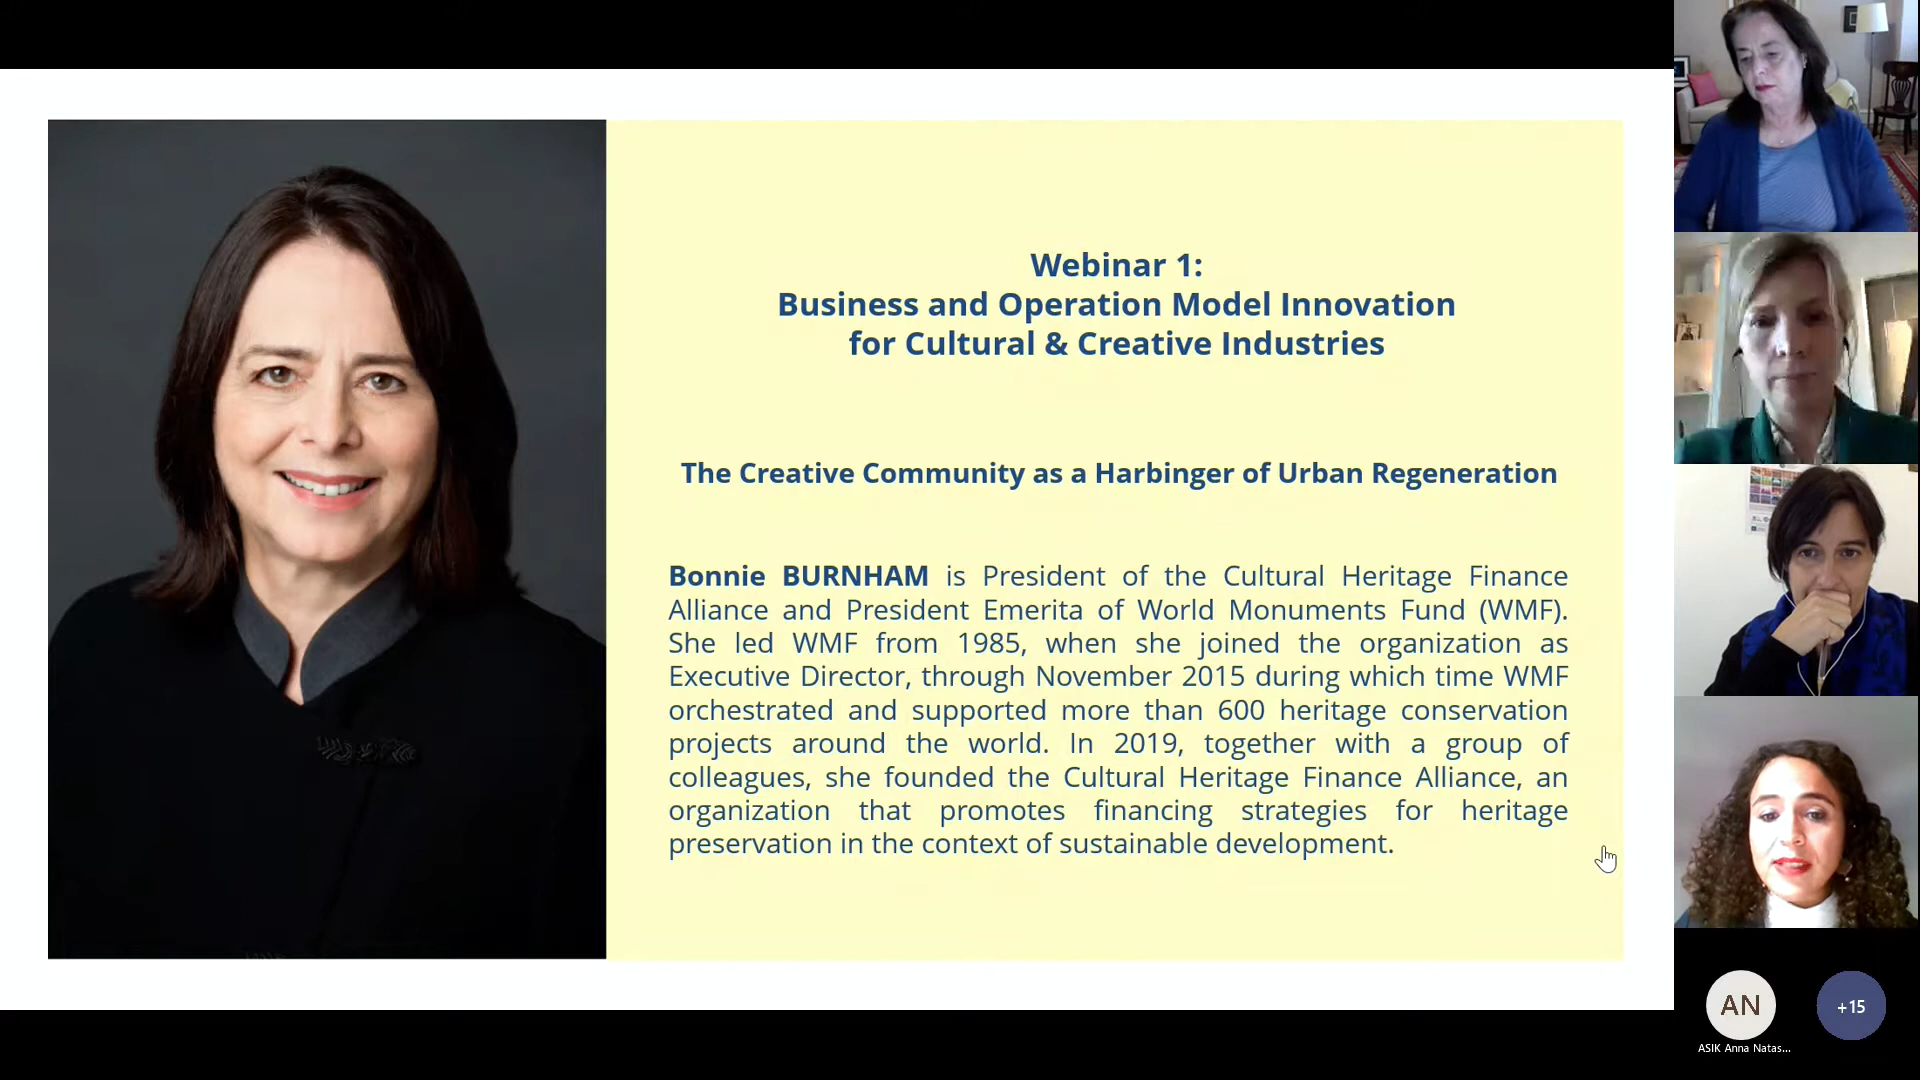 Webinar 1:
Business and Operation Model Innovation
for Cultural & Creative Industries
The Creative Community as a Harbinger of Urban Regeneration
Bonnie BURNHAM is President of the Cultural Heritage Finance
Alliance and President Emerita of World Monuments Fund (WMF).
She led WMF from 1985, when she joined the organization as
Executive Director, through November 2015 during which time WMF
orchestrated and supported more than 600 heritage conservation
projects around the world. In 2019, together with a group of
colleagues, she founded the Cultural Heritage Finance Alliance, an
organization that promotes financing strategies for heritage
preservation in the context of sustainable development.
AN
+15
ASIK Anna Natas...